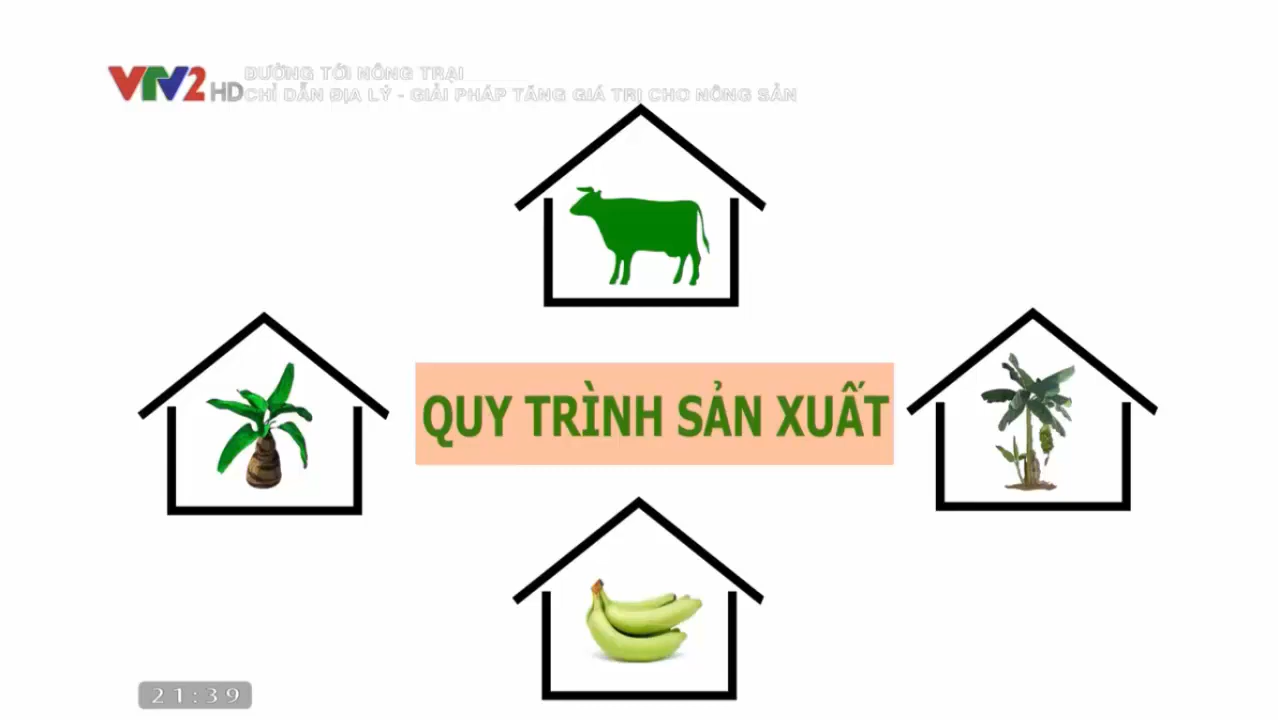 VTV2 HD
ĐƯỜNG TỚI NÔNG TRẠI
CHỈ DẪN ĐỊA LÝ - GIẢI PHÁP TĂNG GIÁ TRỊ CHO NÔNG SẢN
QUY TRÌNH SẢN XUẤT
21:39